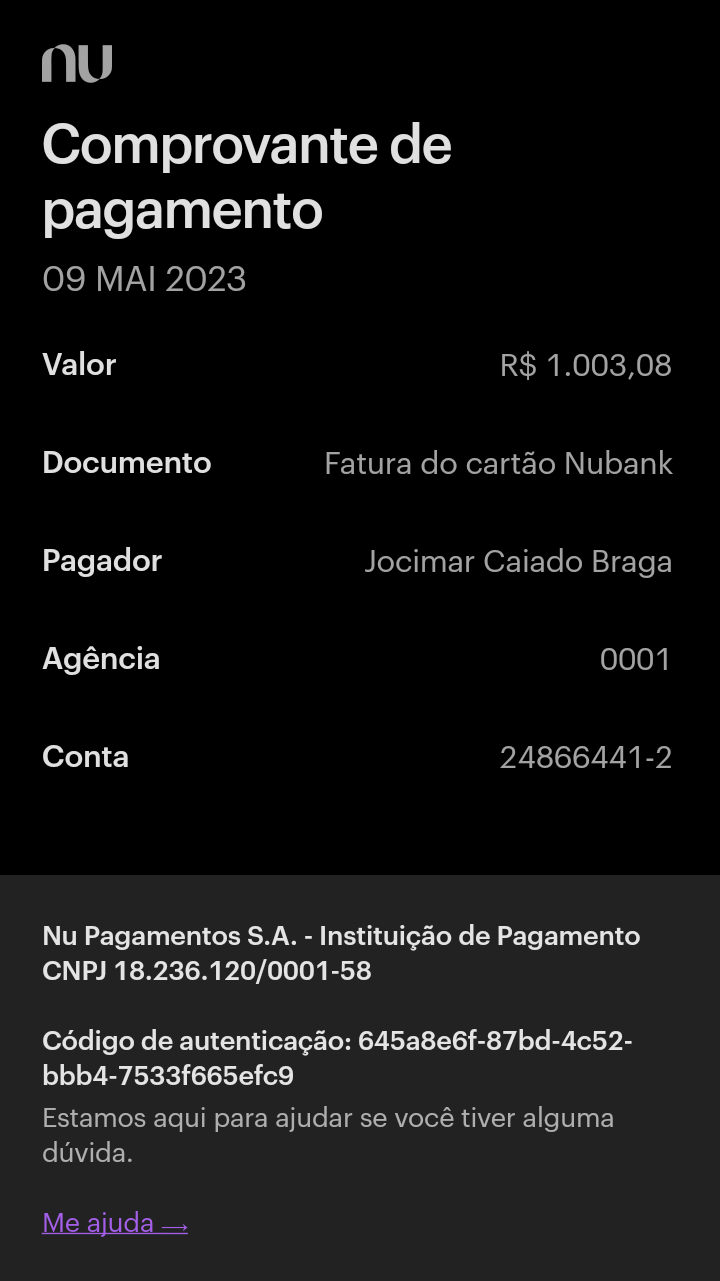 nu
Comprovante de
pagamento
09 MAI 2023
Valor R$ 1.003,08
Documento Fatura do cartão Nubank
Pagador Jocimar Caiado Braga
Agência 0001
Conta 24866441-2
Nu Pagamentos S.A. - Instituição de Pagamento
CNPJ 18.236.120/0001-58
Código de autenticação: 645a8e6f-87bd-4c52-
bbb4-7533f665efc9
Estamos aqui para ajudar se você tiver alguma
dúvida.
Me ajuda ⟶